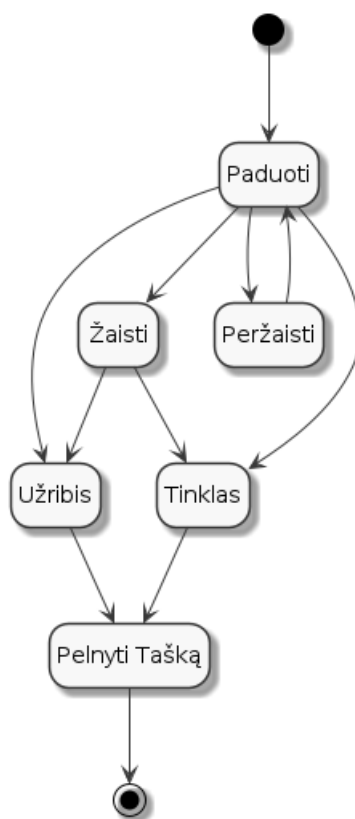 Paduoti
Žaisti
Peržaisti
Užribis
Tinklas
Pelnyti Tašką